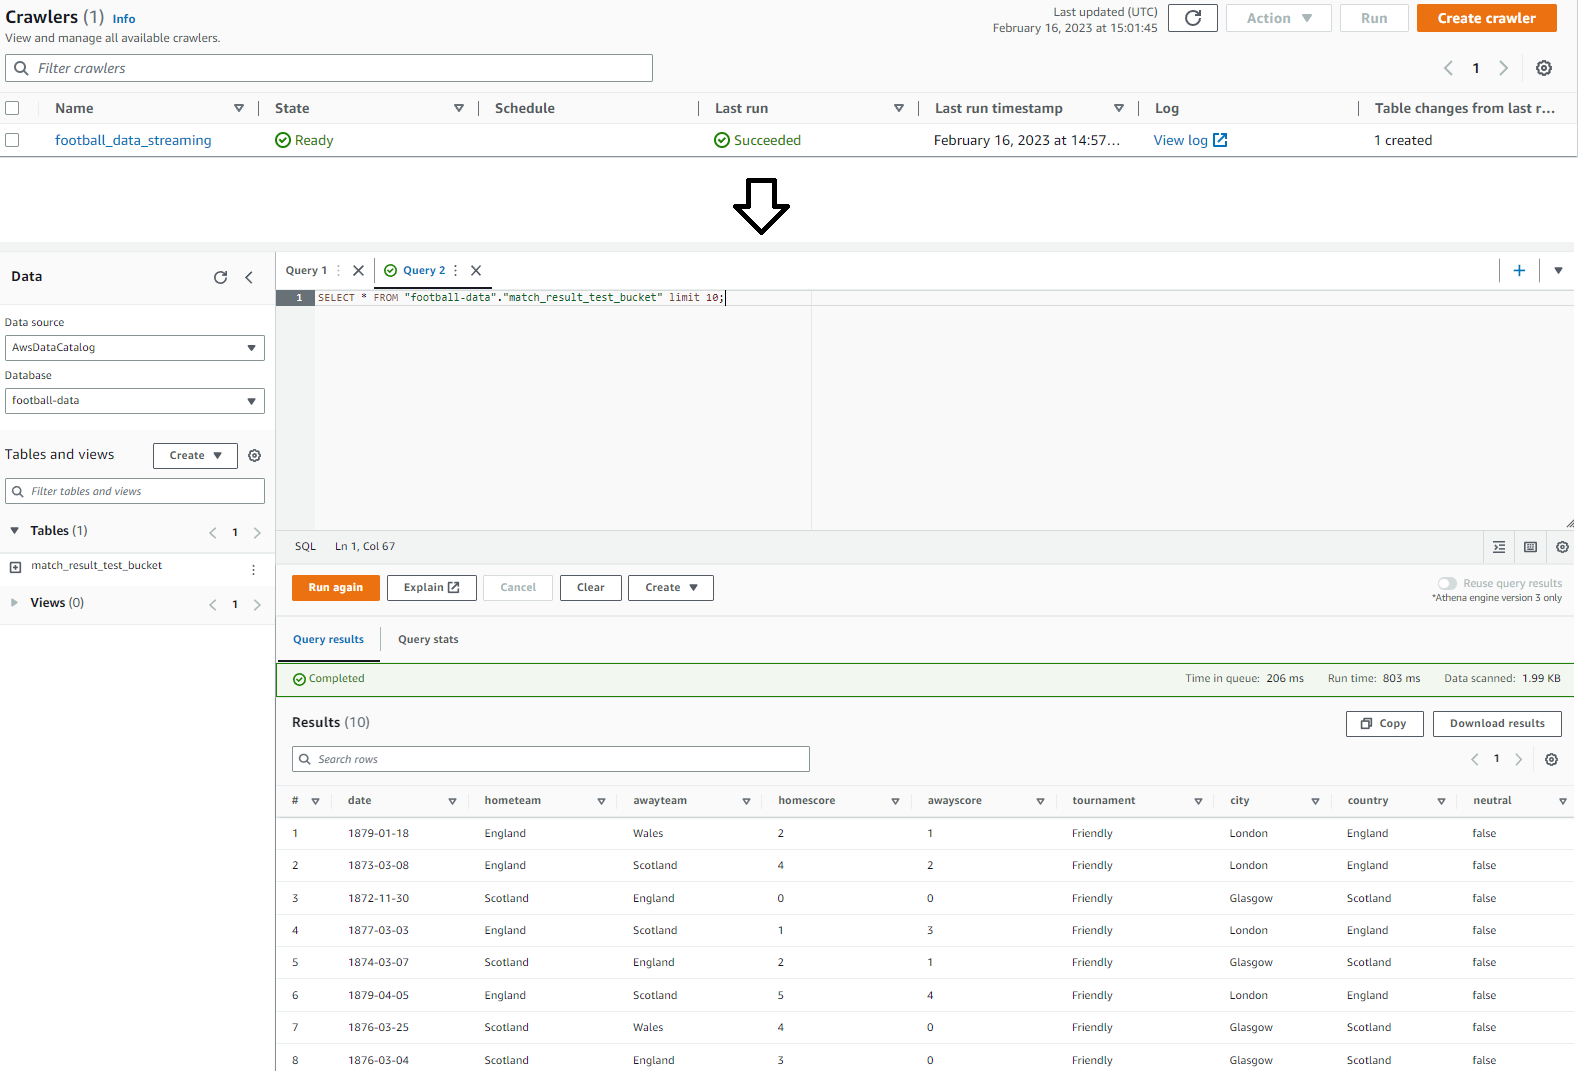 Crawlers (1) Info
View and manage all available crawlers.
Last updated (UTC)
February 16, 2023 at 15:01:45
Action
Run
Create crawler
Filter crawlers
1
Name State Schedule Last run Last run timestamp Log Table changes from last r...
football_data_streaming Ready Succeeded February 16, 2023 at 14:57... View log 1 created
Data
Data source
AwsDataCatalog
Database
football-data
Tables and views Create
Filter tables and views
Tables (1) 1
match_result_test_bucket
Views (0) 1
Query 1 Query 2
1 SELECT * FROM "football-data"."match_result_test_bucket" limit 10;
SQL Ln 1, Col 67
Run again Explain Cancel Clear Create
Reuse query results
*Athena engine version 3 only
Query results Query stats
Completed Time in queue: 206 ms Run time: 803 ms Data scanned: 1.99 KB
Results (10) Copy Download results
Search rows 1
# date hometeam awayteam homescore awayscore tournament city country neutral
1 1879-01-18 England Wales 2 1 Friendly London England false
2 1873-03-08 England Scotland 4 2 Friendly London England false
3 1872-11-30 Scotland England 0 0 Friendly Glasgow Scotland false
4 1877-03-03 England Scotland 1 3 Friendly London England false
5 1874-03-07 Scotland England 2 1 Friendly Glasgow Scotland false
6 1879-04-05 England Scotland 5 4 Friendly London England false
7 1876-03-25 Scotland Wales 4 0 Friendly Glasgow Scotland false
8 1876-03-04 Scotland England 3 0 Friendly Glasgow Scotland false